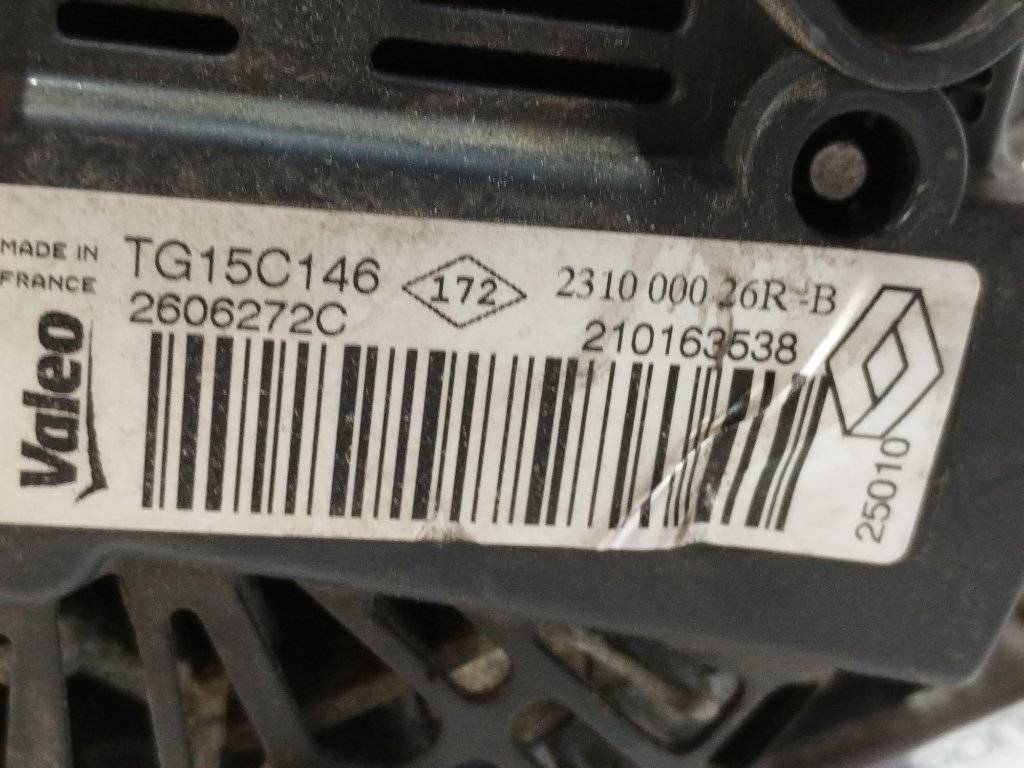 MADE IN
FRANCE
Valeo
TG15C146
172
2310 000 26R -B
2606272C
210163538
25010